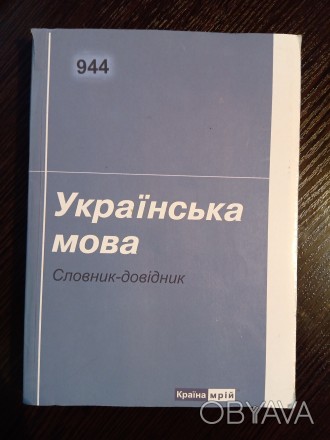 944
Українська
мова
Словник-довідник
Країна мрій
OBYAVA